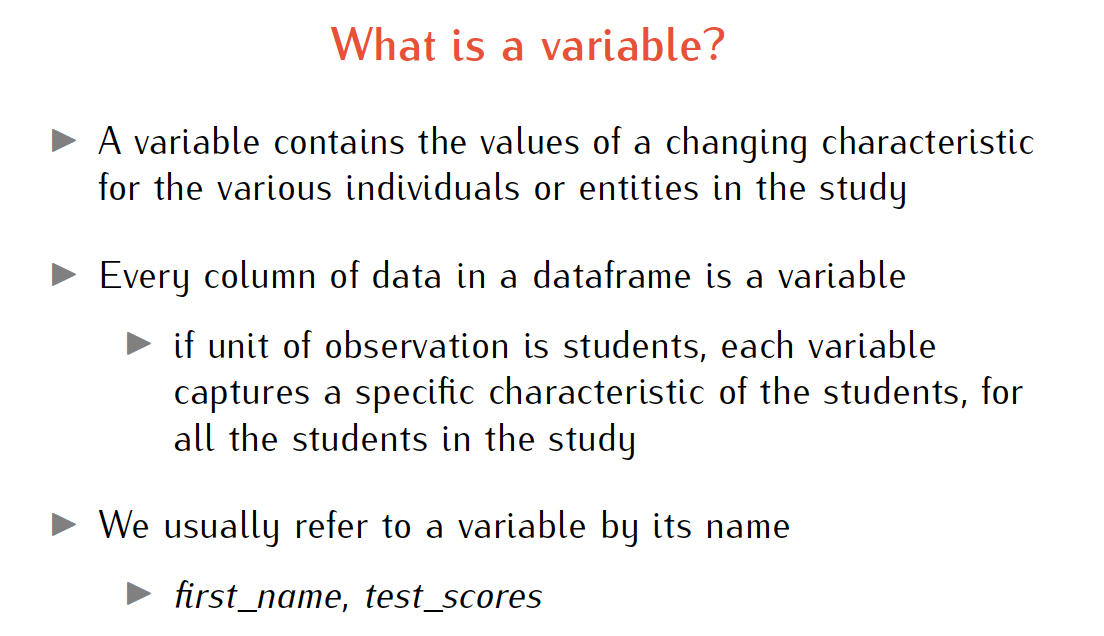 What is a variable?
A variable contains the values of a changing characteristic
for the various individuals or entities in the study
Every column of data in a dataframe is a variable
if unit of observation is students, each variable
captures a specific characteristic of the students, for
all the students in the study
We usually refer to a variable by its name
first_name, test_scores